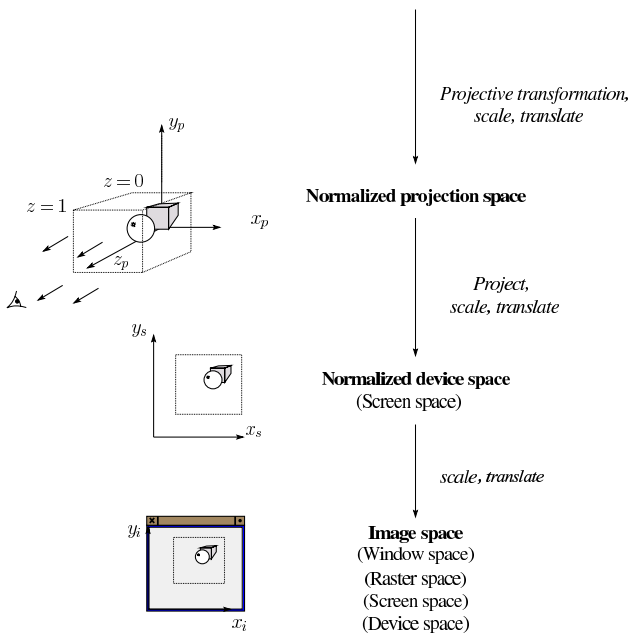 Projective transformation,
scale, translate
y_p
z = 0
z = 1
Normalized projection space
x_p
z_p
Project,
scale, translate
y_s
Normalized device space
(Screen space)
x_s
scale, translate
y_i
Image space
(Window space)
(Raster space)
(Screen space)
(Device space)
x_i